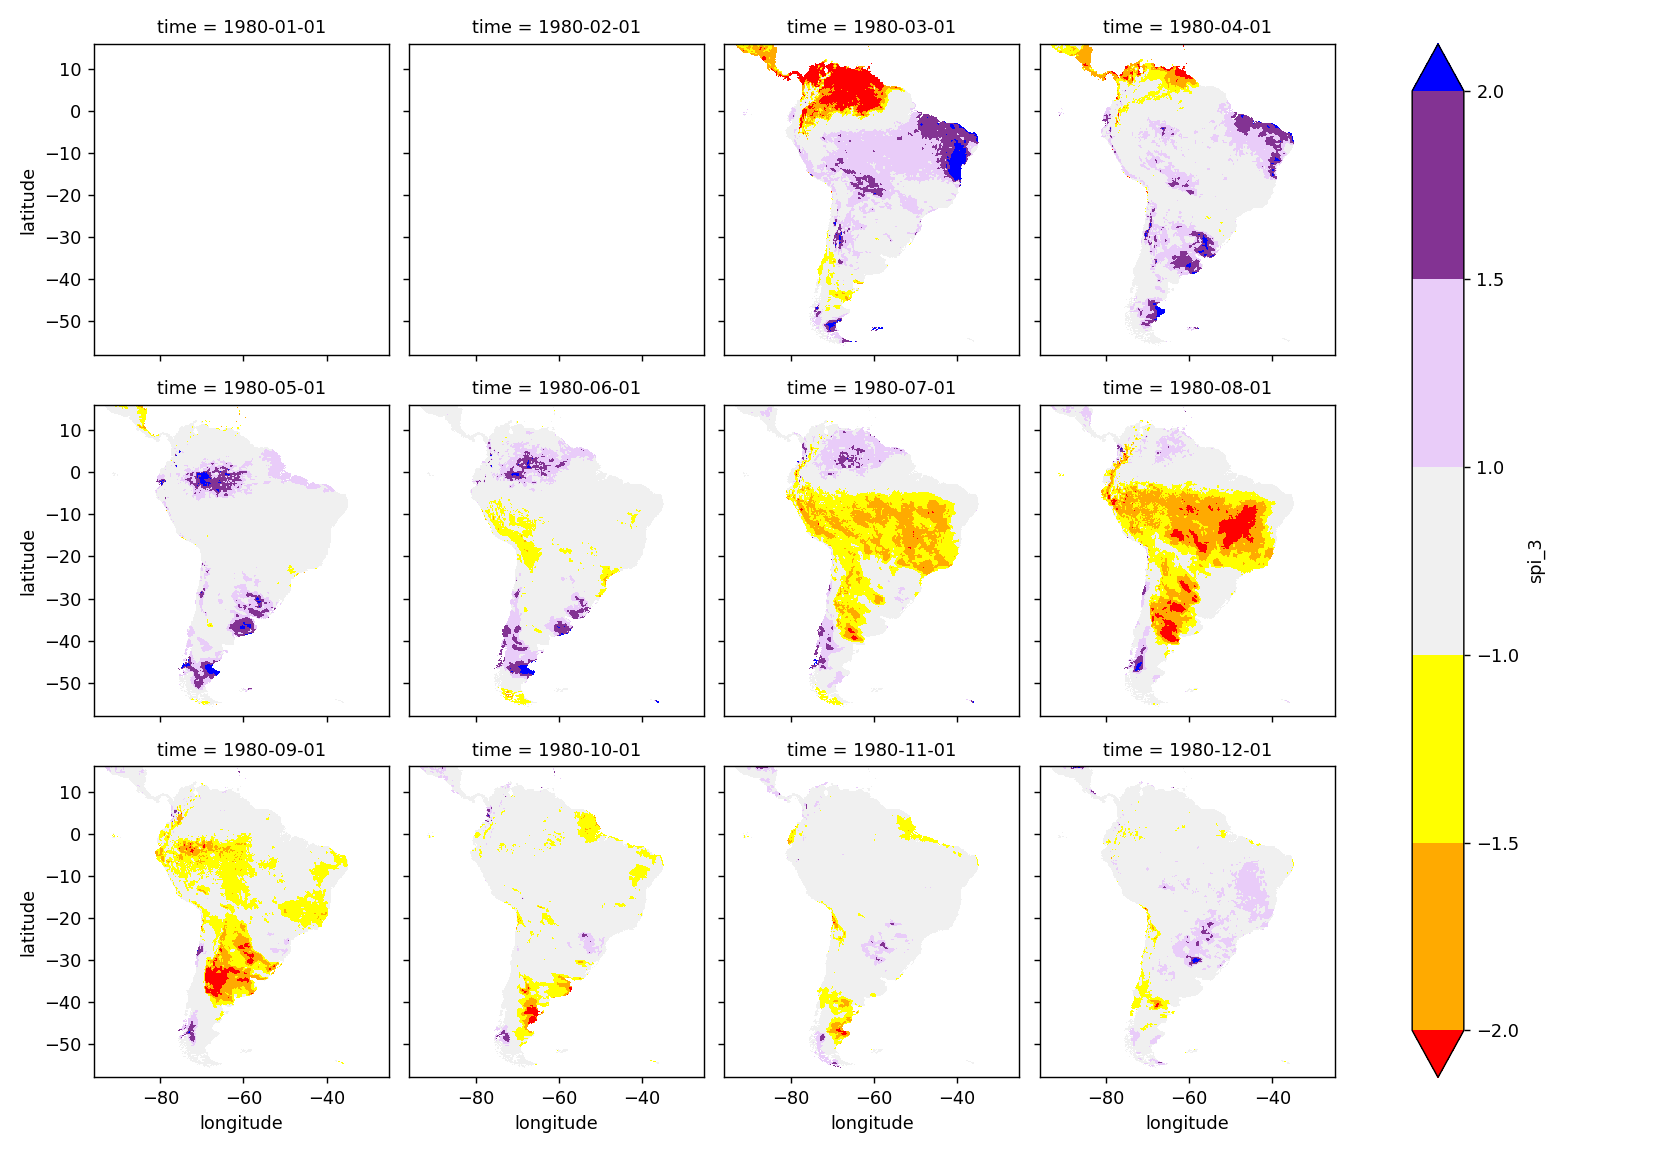 time = 1980-01-01
time = 1980-02-01
time = 1980-03-01
time = 1980-04-01
10
0
−10
−20
−30
−40
−50
latitude
2.0
1.5
1.0
−1.0
−1.5
−2.0
spi_3
time = 1980-05-01
time = 1980-06-01
time = 1980-07-01
time = 1980-08-01
10
0
−10
−20
−30
−40
−50
latitude
time = 1980-09-01
time = 1980-10-01
time = 1980-11-01
time = 1980-12-01
10
0
−10
−20
−30
−40
−50
latitude
−80 −60 −40
longitude
−80 −60 −40
longitude
−80 −60 −40
longitude
−80 −60 −40
longitude